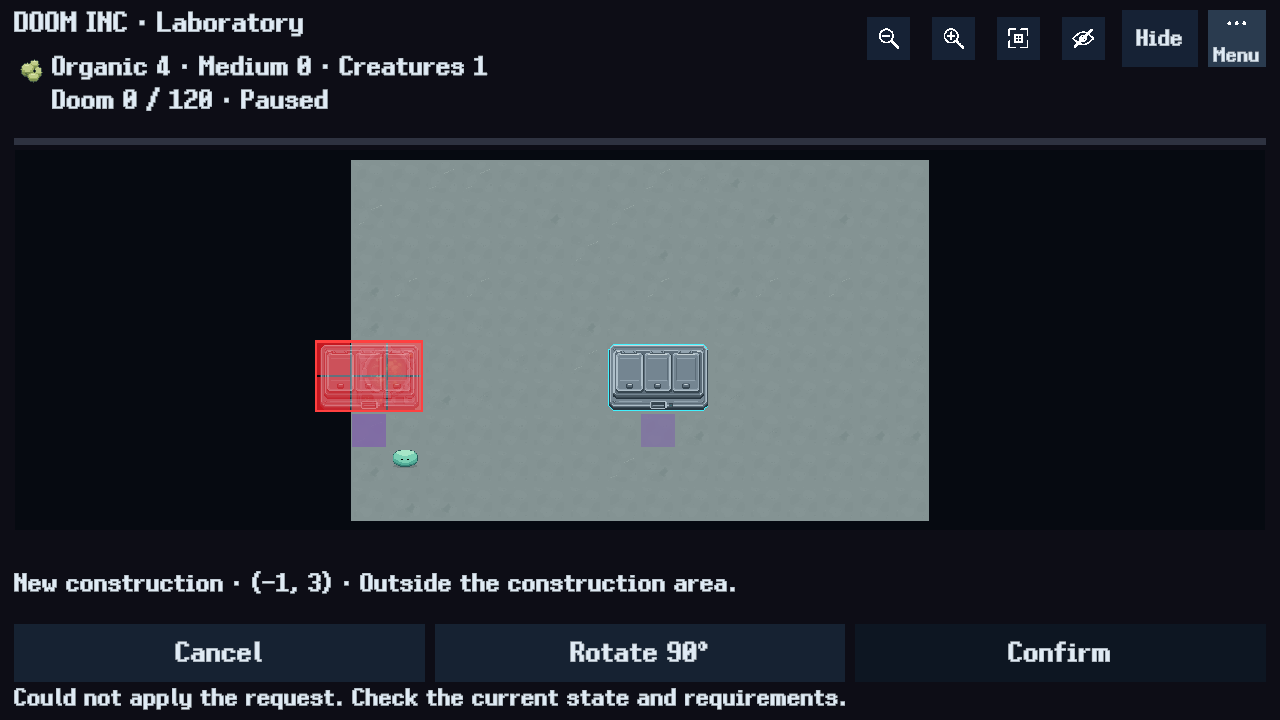 DOOM INC · Laboratory
Organic 4 · Medium 0 · Creatures 1
Doom 0 / 120 · Paused
Hide
Menu
New construction · (-1, 3) · Outside the construction area.
Cancel
Rotate 90°
Confirm
Could not apply the request. Check the current state and requirements.